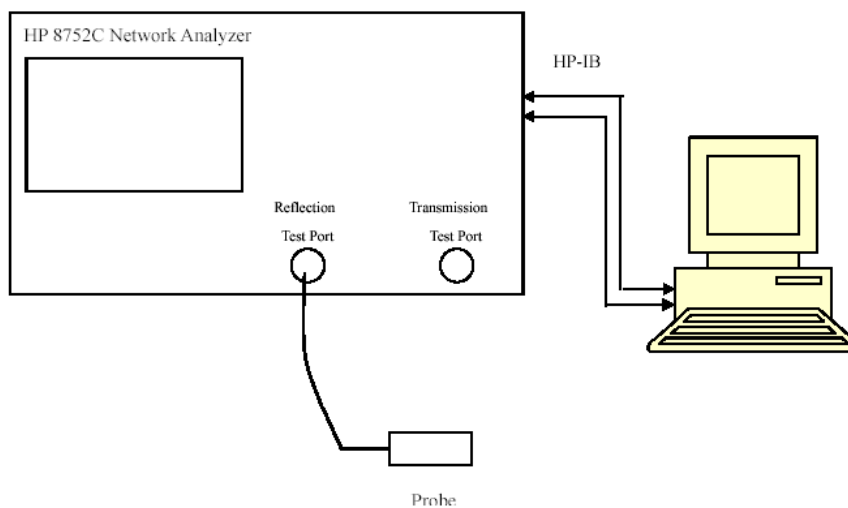 HP 8752C Network Analyzer
HP-IB
Reflection
Test Port
Transmission
Test Port
Probe